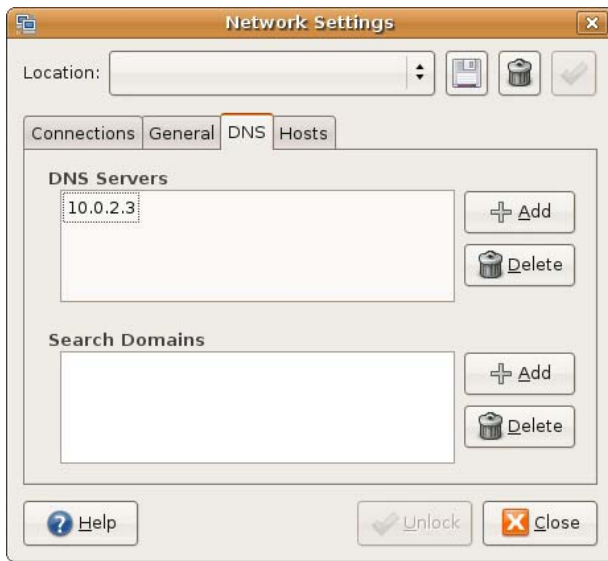 Network Settings
Location:
Connections General DNS Hosts
DNS Servers
10.0.2.3
Add
Delete
Search Domains
Add
Delete
Help Unlock Close